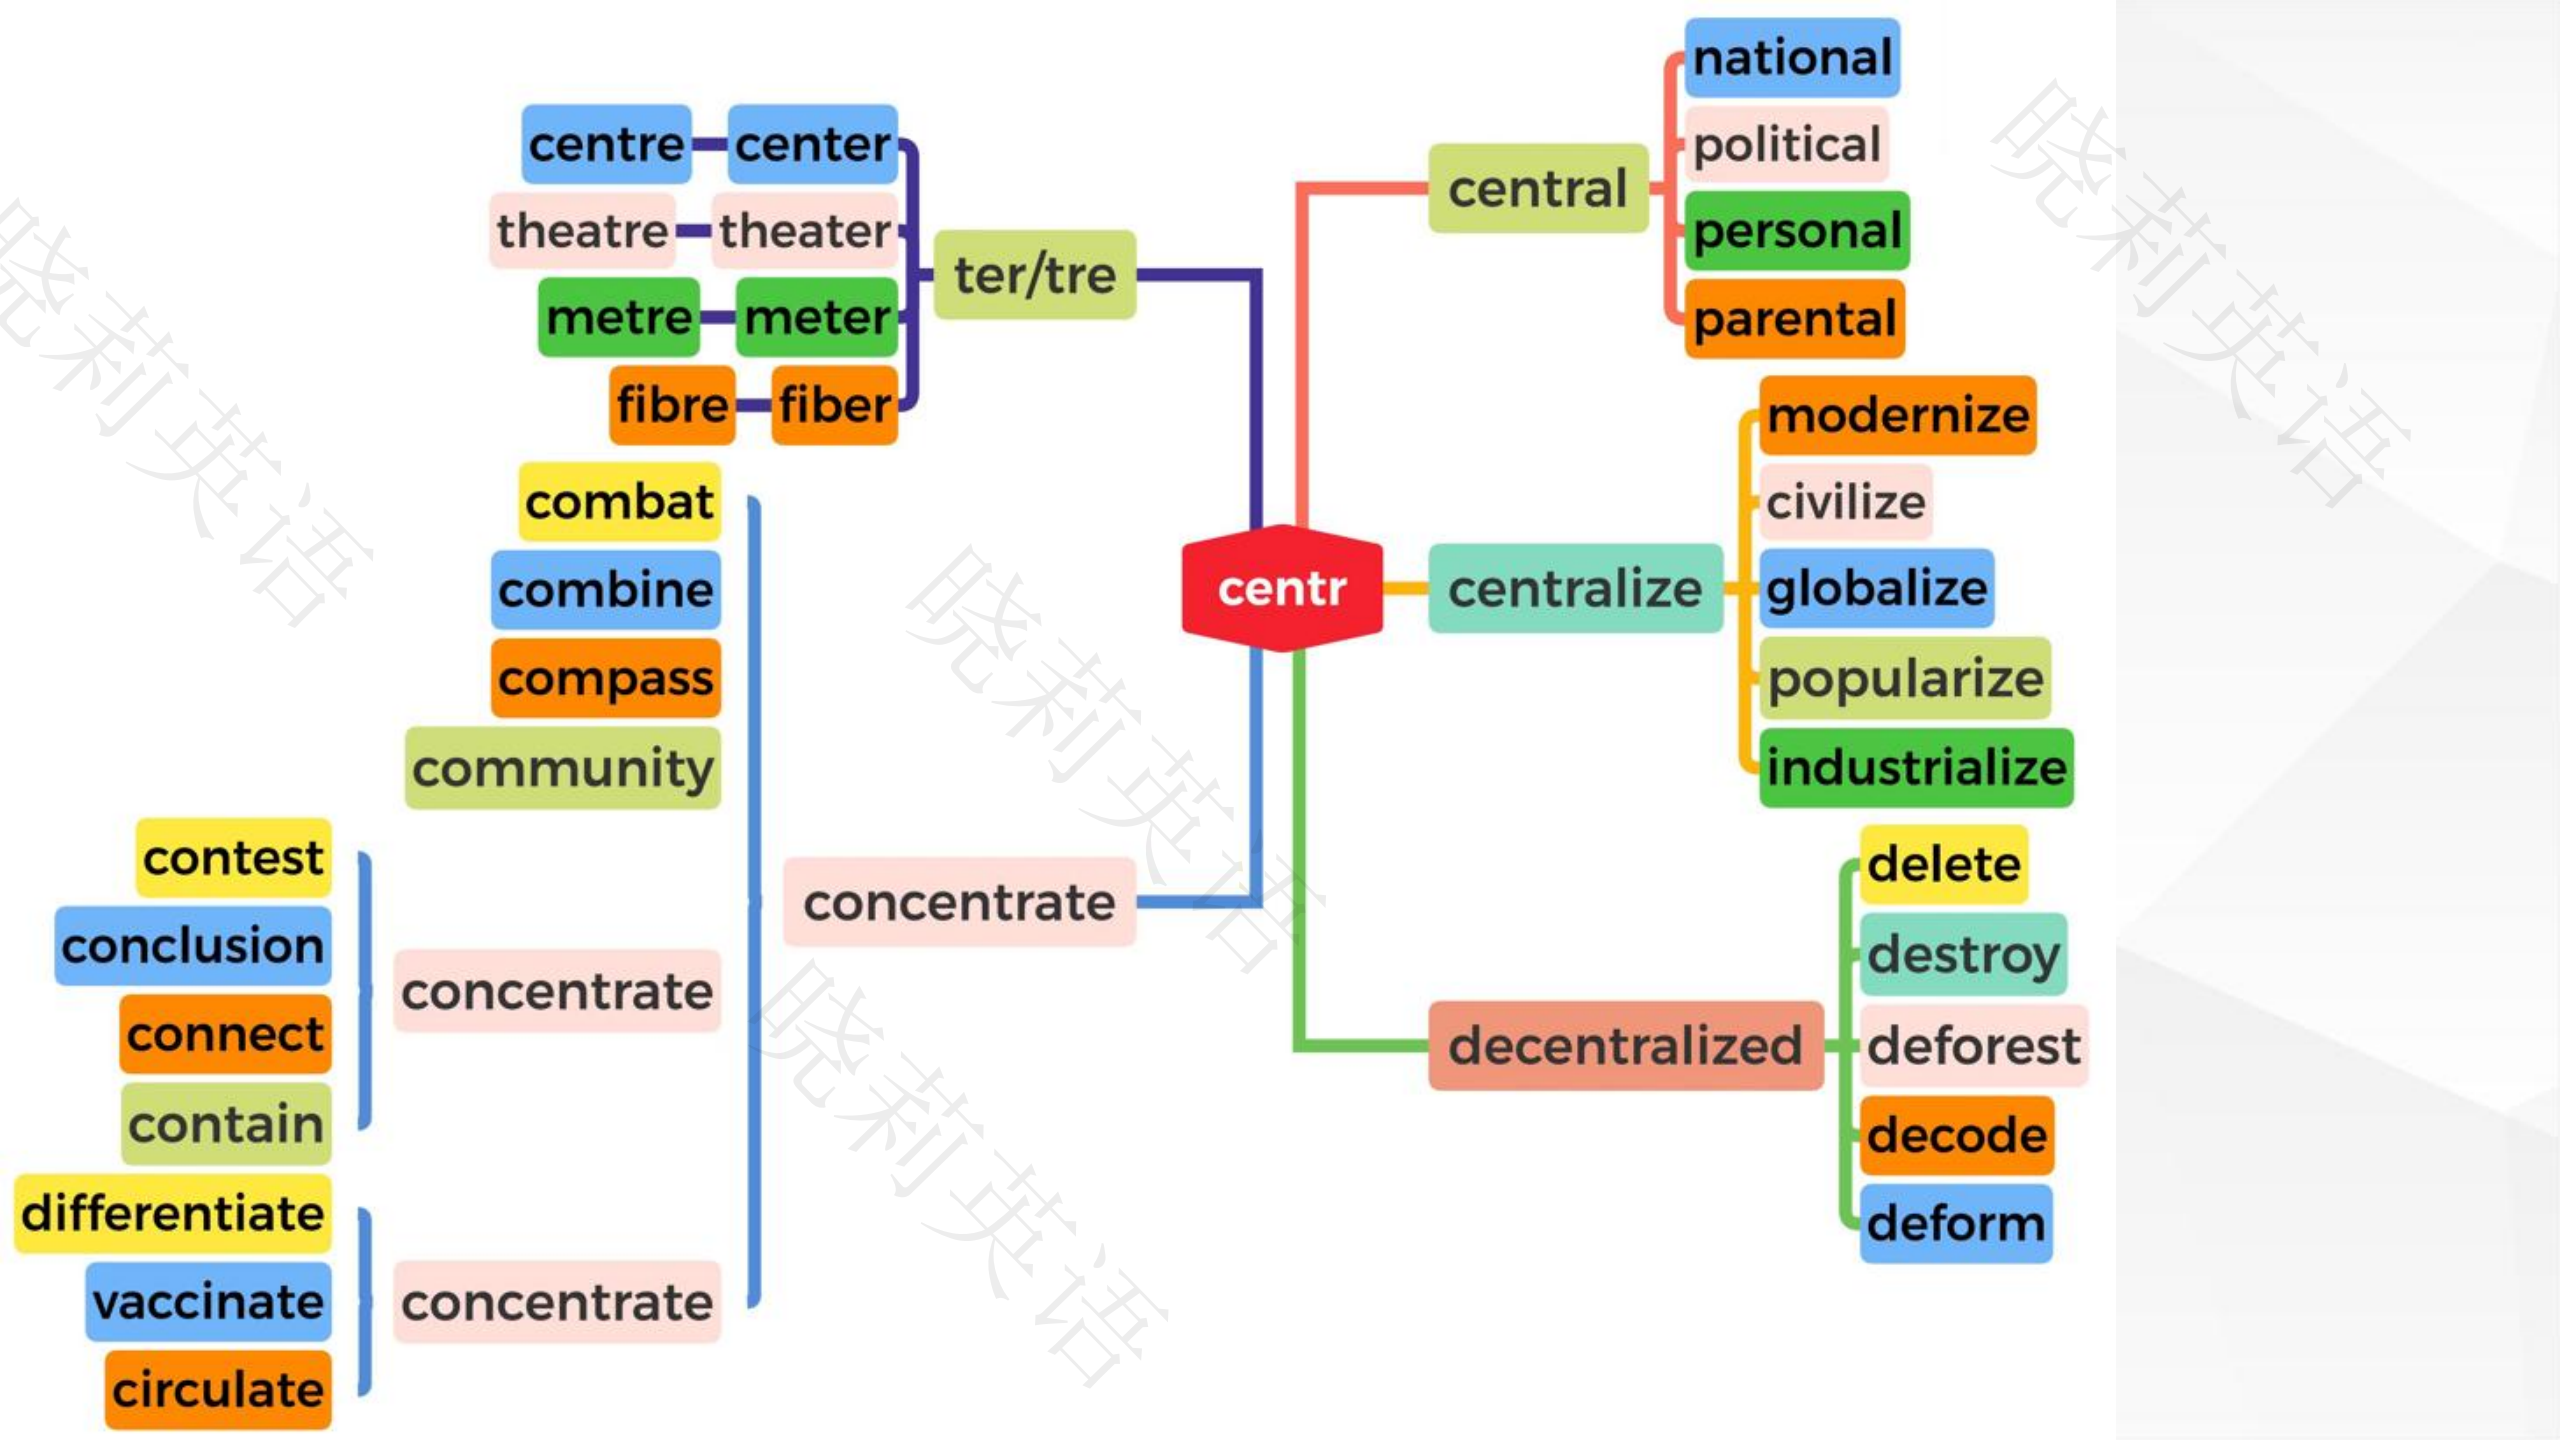 centr
ter/tre
center
centre
theater
theatre
meter
metre
fiber
fibre
concentrate
combat
combine
compass
community
concentrate
contest
conclusion
connect
contain
concentrate
differentiate
vaccinate
circulate
central
national
political
personal
parental
centralize
modernize
civilize
globalize
popularize
industrialize
decentralized
delete
destroy
deforest
decode
deform
晓莉英语
晓莉英语
晓莉英语
晓莉英语